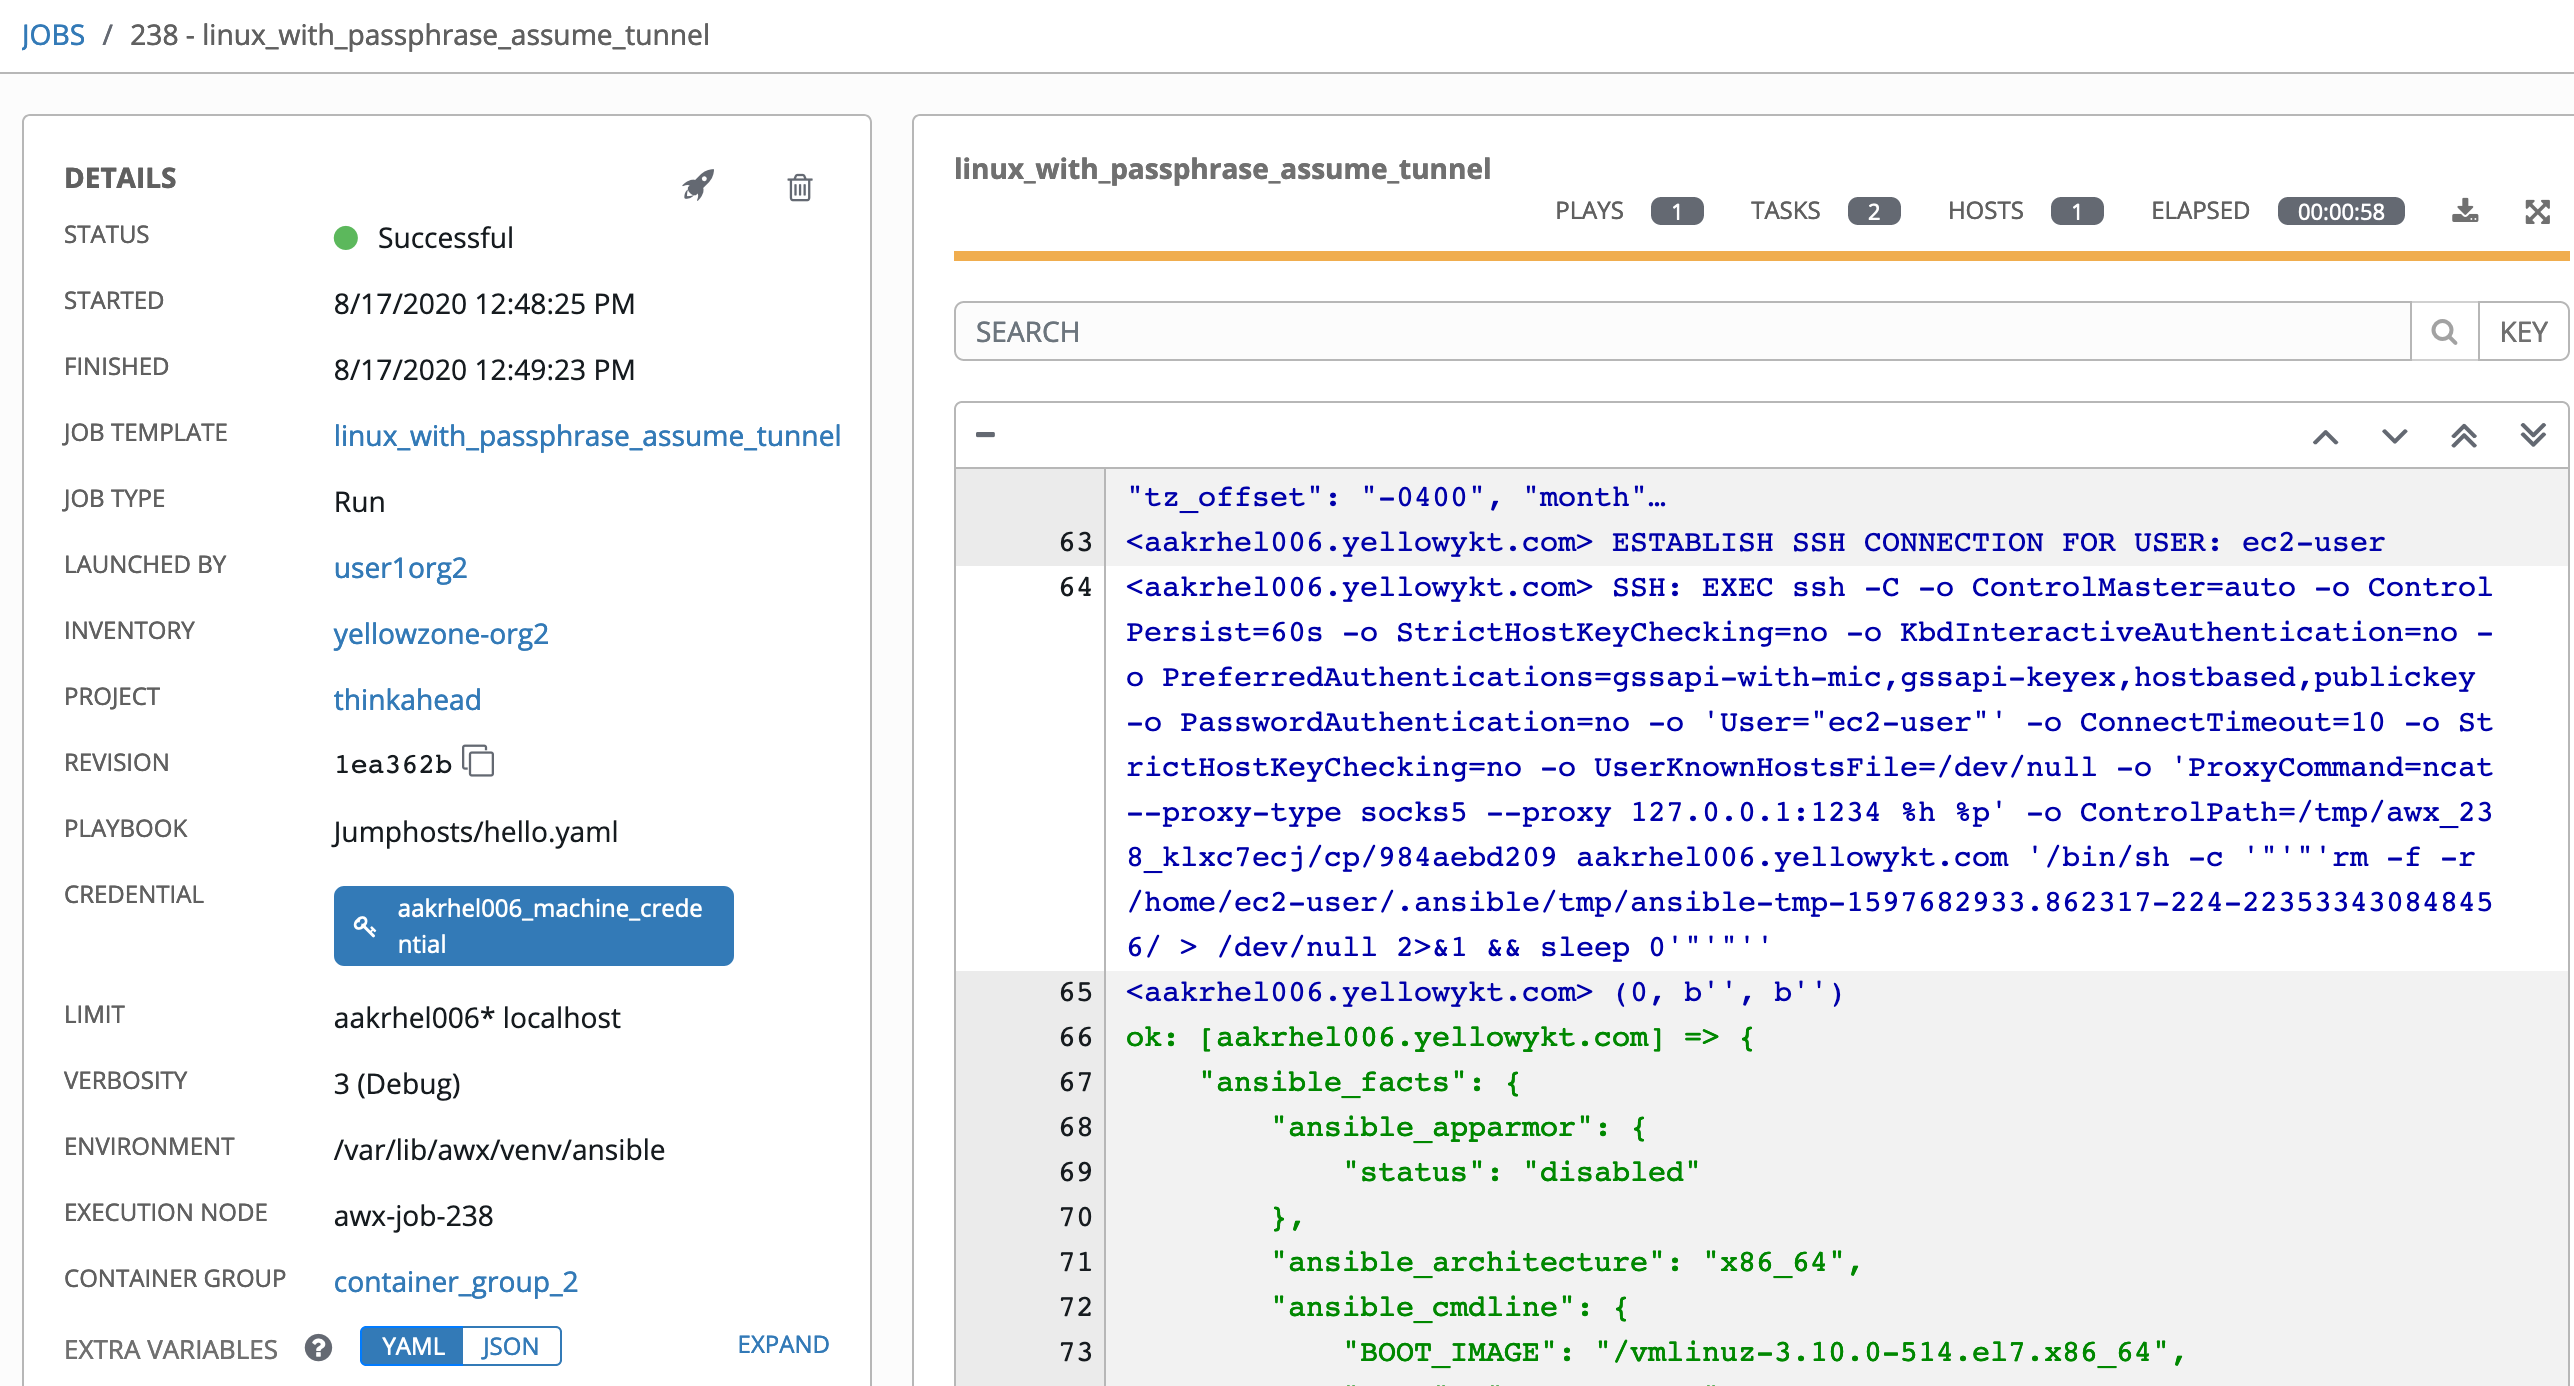 JOBS / 238 - linux_with_passphrase_assume_tunnel
DETAILS
STATUS Successful
STARTED 8/17/2020 12:48:25 PM
FINISHED 8/17/2020 12:49:23 PM
JOB TEMPLATE linux_with_passphrase_assume_tunnel
JOB TYPE Run
LAUNCHED BY user1org2
INVENTORY yellowzone-org2
PROJECT thinkahead
REVISION 1ea362b
PLAYBOOK Jumphosts/hello.yaml
CREDENTIAL aakrhel006_machine_crede
ntial
LIMIT aakrhel006* localhost
VERBOSITY 3 (Debug)
ENVIRONMENT /var/lib/awx/venv/ansible
EXECUTION NODE awx-job-238
CONTAINER GROUP container_group_2
EXTRA VARIABLES ? YAML JSON EXPAND
linux_with_passphrase_assume_tunnel
PLAYS 1 TASKS 2 HOSTS 1 ELAPSED 00:00:58
SEARCH KEY
"tz_offset": "-0400", "month"…
63 <aakrhel006.yellowykt.com> ESTABLISH SSH CONNECTION FOR USER: ec2-user
64 <aakrhel006.yellowykt.com> SSH: EXEC ssh -C -o ControlMaster=auto -o Control
Persist=60s -o StrictHostKeyChecking=no -o KbdInteractiveAuthentication=no -
o PreferredAuthentications=gssapi-with-mic,gssapi-keyex,hostbased,publickey
-o PasswordAuthentication=no -o 'User="ec2-user"' -o ConnectTimeout=10 -o St
rictHostKeyChecking=no -o UserKnownHostsFile=/dev/null -o 'ProxyCommand=ncat
--proxy-type socks5 --proxy 127.0.0.1:1234 %h %p' -o ControlPath=/tmp/awx_23
8_klxc7ecj/cp/984aebd209 aakrhel006.yellowykt.com '/bin/sh -c '"'"'rm -f -r
/home/ec2-user/.ansible/tmp/ansible-tmp-1597682933.862317-224-22353343084845
6/ > /dev/null 2>&1 && sleep 0'"'"''
65 <aakrhel006.yellowykt.com> (0, b'', b'')
66 ok: [aakrhel006.yellowykt.com] => {
67 "ansible_facts": {
68 "ansible_apparmor": {
69 "status": "disabled"
70 },
71 "ansible_architecture": "x86_64",
72 "ansible_cmdline": {
73 "BOOT_IMAGE": "/vmlinuz-3.10.0-514.el7.x86_64",